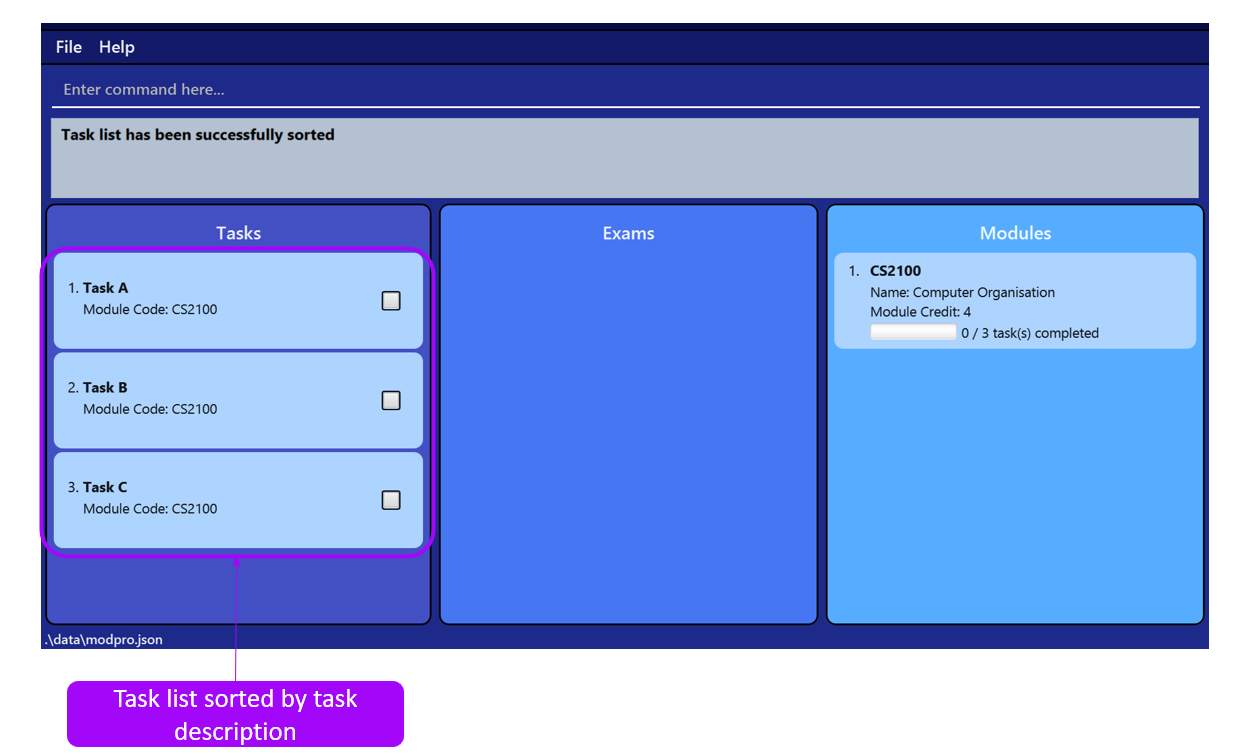 File Help
Enter command here...
Task list has been successfully sorted
Tasks
1. Task A
Module Code: CS2100
2. Task B
Module Code: CS2100
3. Task C
Module Code: CS2100
Exams
Modules
1. CS2100
Name: Computer Organisation
Module Credit: 4
0 / 3 task(s) completed
.\data\modpro.json
Task list sorted by task
description